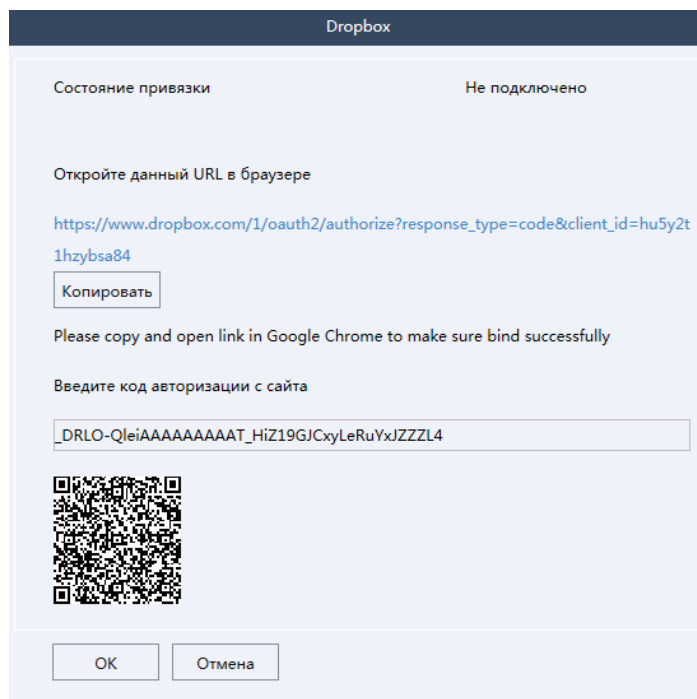 Dropbox
Состояние привязки Не подключено
Откройте данный URL в браузере
https://www.dropbox.com/1/oauth2/authorize?response_type=code&client_id=hu5y2t
1hzybsa84
Копировать
Please copy and open link in Google Chrome to make sure bind successfully
Введите код авторизации с сайта
_DRLO-QleiAAAAAAAAAT_HiZ19GJCxyLeRuYxJZZZL4
OK Отмена